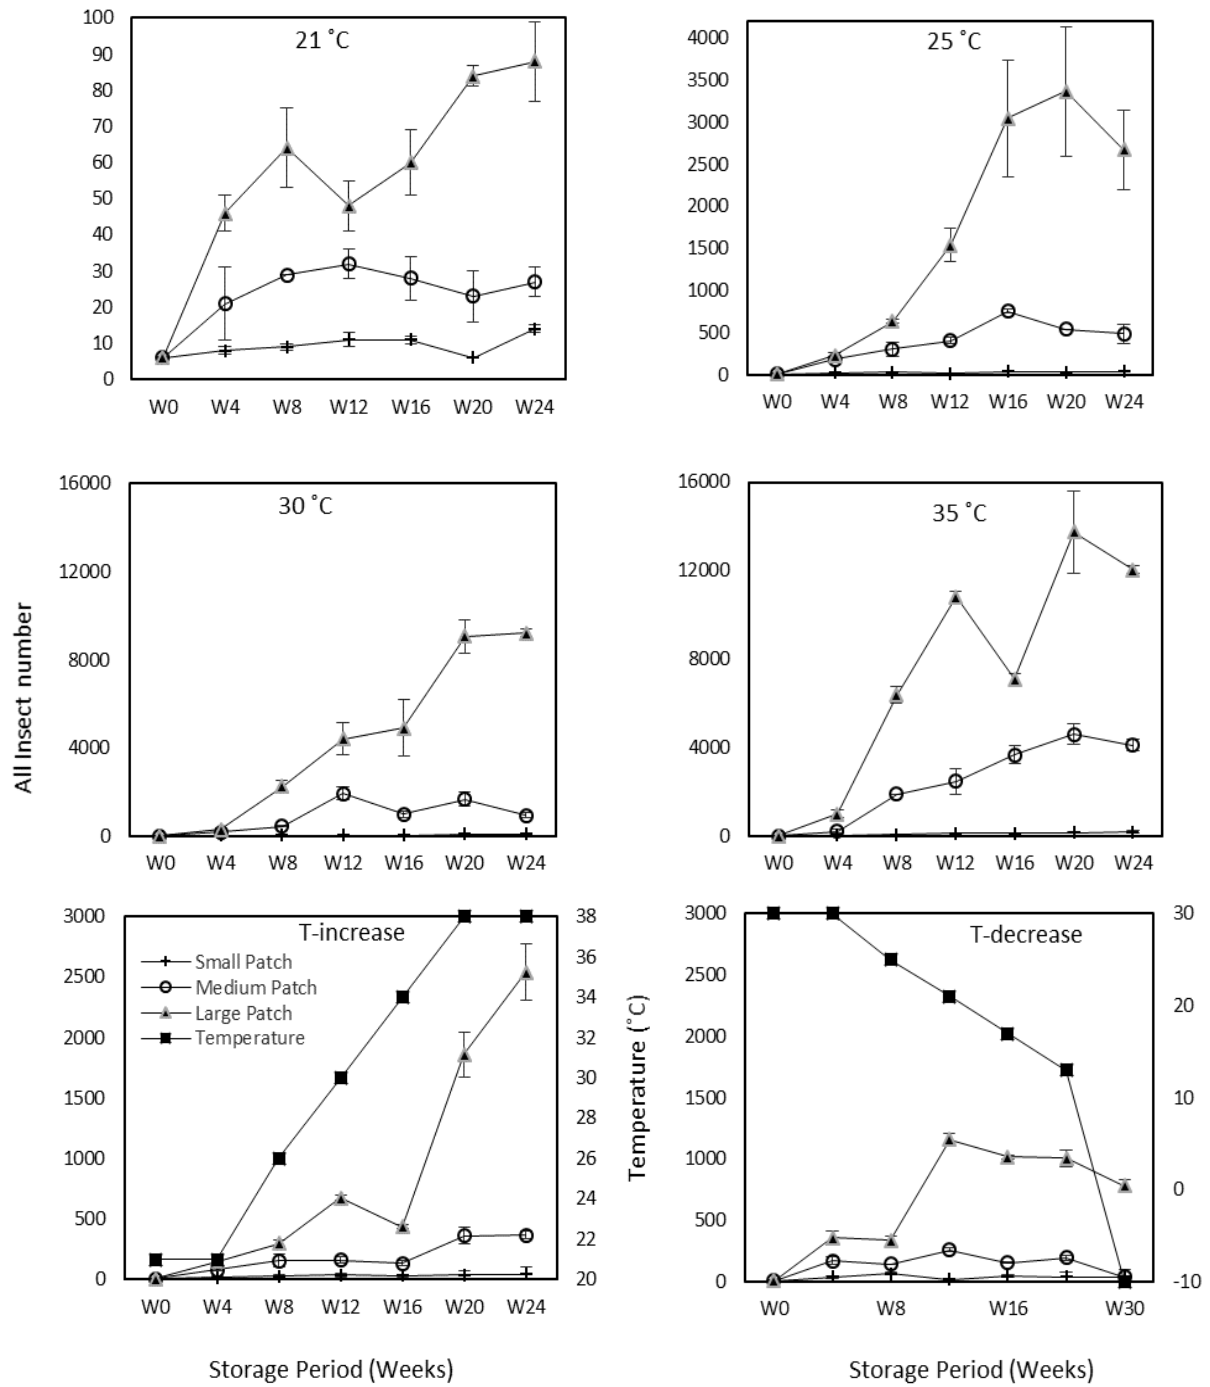 21 ˚C
100
90
80
70
60
50
40
30
20
10
0
W0 W4 W8 W12 W16 W20 W24
25 ˚C
4000
3500
3000
2500
2000
1500
1000
500
0
W0 W4 W8 W12 W16 W20 W24
All Insect number
30 ˚C
16000
12000
8000
4000
0
W0 W4 W8 W12 W16 W20 W24
35 ˚C
16000
12000
8000
4000
0
W0 W4 W8 W12 W16 W20 W24
T-increase
Small Patch
Medium Patch
Large Patch
Temperature
3000
2500
2000
1500
1000
500
0
38
36
34
32
30
28
26
24
22
20
W0 W4 W8 W12 W16 W20 W24
Storage Period (Weeks)
Temperature (˚C)
T-decrease
3000
2500
2000
1500
1000
500
0
30
20
10
0
-10
W0 W8 W16 W30
Storage Period (Weeks)